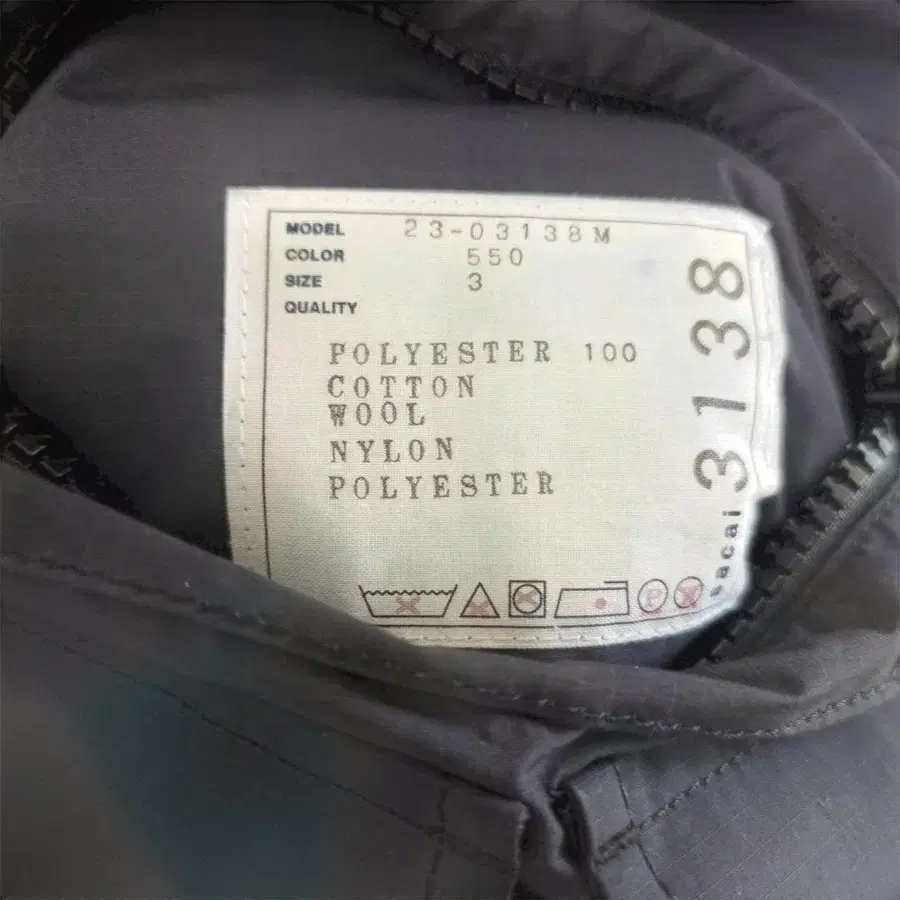 MODEL 23-03138M
COLOR 550
SIZE 3
QUALITY
POLYESTER 100
COTTON
WOOL
NYLON
POLYESTER
P
sacai 3138